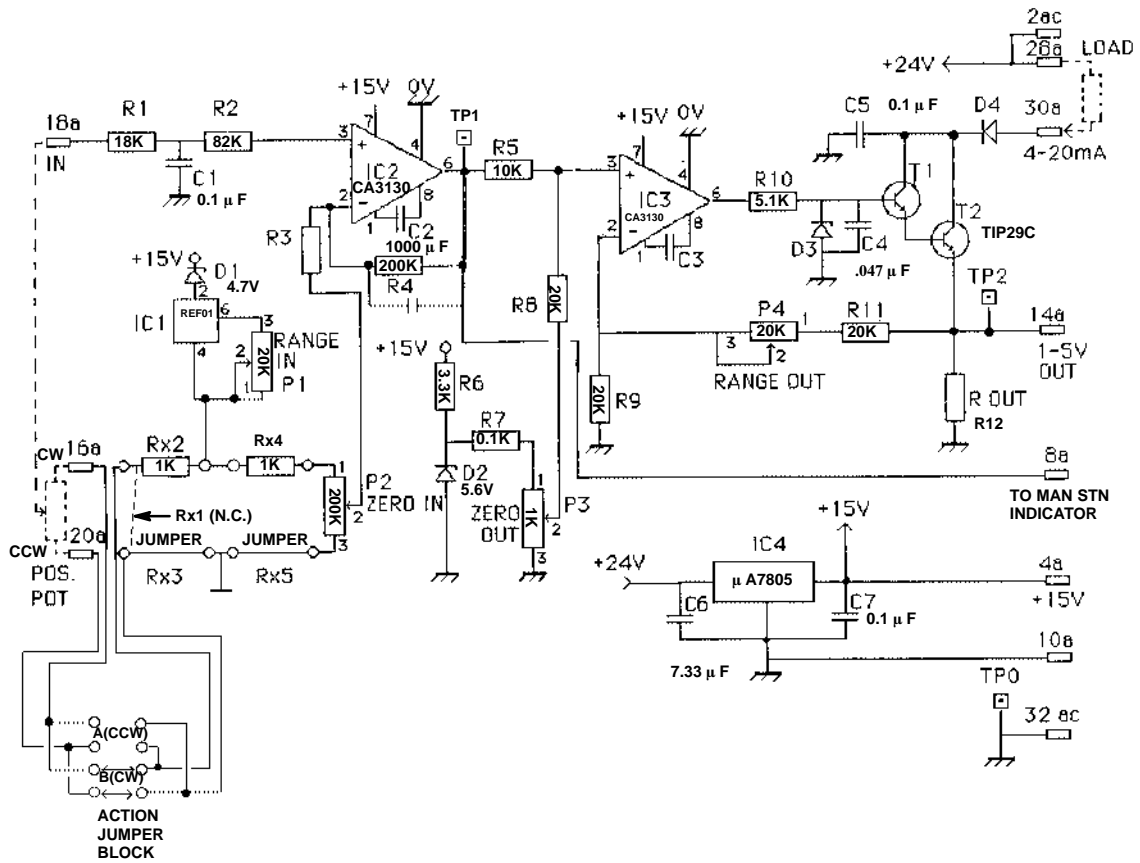 2ac
26a
LOAD
+24V
+15V
0V
TP1
C5
0.1 µ F
D4
30a
4-20mA
18a
IN
R1
18K
R2
82K
C1
0.1 µ F
7
4
3
+
IC2
CA3130
6
2
−
1
8
C2
1000 µ F
R5
10K
+15V
0V
7
4
3
+
IC3
CA3130
6
2
−
1
8
C3
R10
5.1K
T1
T2
TIP29C
D3
C4
.047 µ F
R3
200K
R4
+15V
D1
4.7V
2
IC1
REF01
6
4
3
20K
2
1
RANGE
IN
P1
R8
20K
TP2
P4
20K
1
3
2
RANGE OUT
R11
20K
14a
1-5V
OUT
R9
20K
R OUT
R12
+15V
3.3K
R6
R7
0.1K
D2
5.6V
1
1K
2
3
ZERO
OUT
P3
CW
16a
Rx2
1K
Rx4
1K
1
200K
2
3
P2
ZERO IN
Rx1 (N.C.)
CCW
20a
JUMPER
JUMPER
Rx3
Rx5
POS.
POT
8a
TO MAN STN
INDICATOR
+15V
IC4
+24V
µ A7805
4a
+15V
C6
C7
0.1 µ F
7.33 µ F
10a
TP0
32 ac
A(CCW)
B(CW)
ACTION
JUMPER
BLOCK